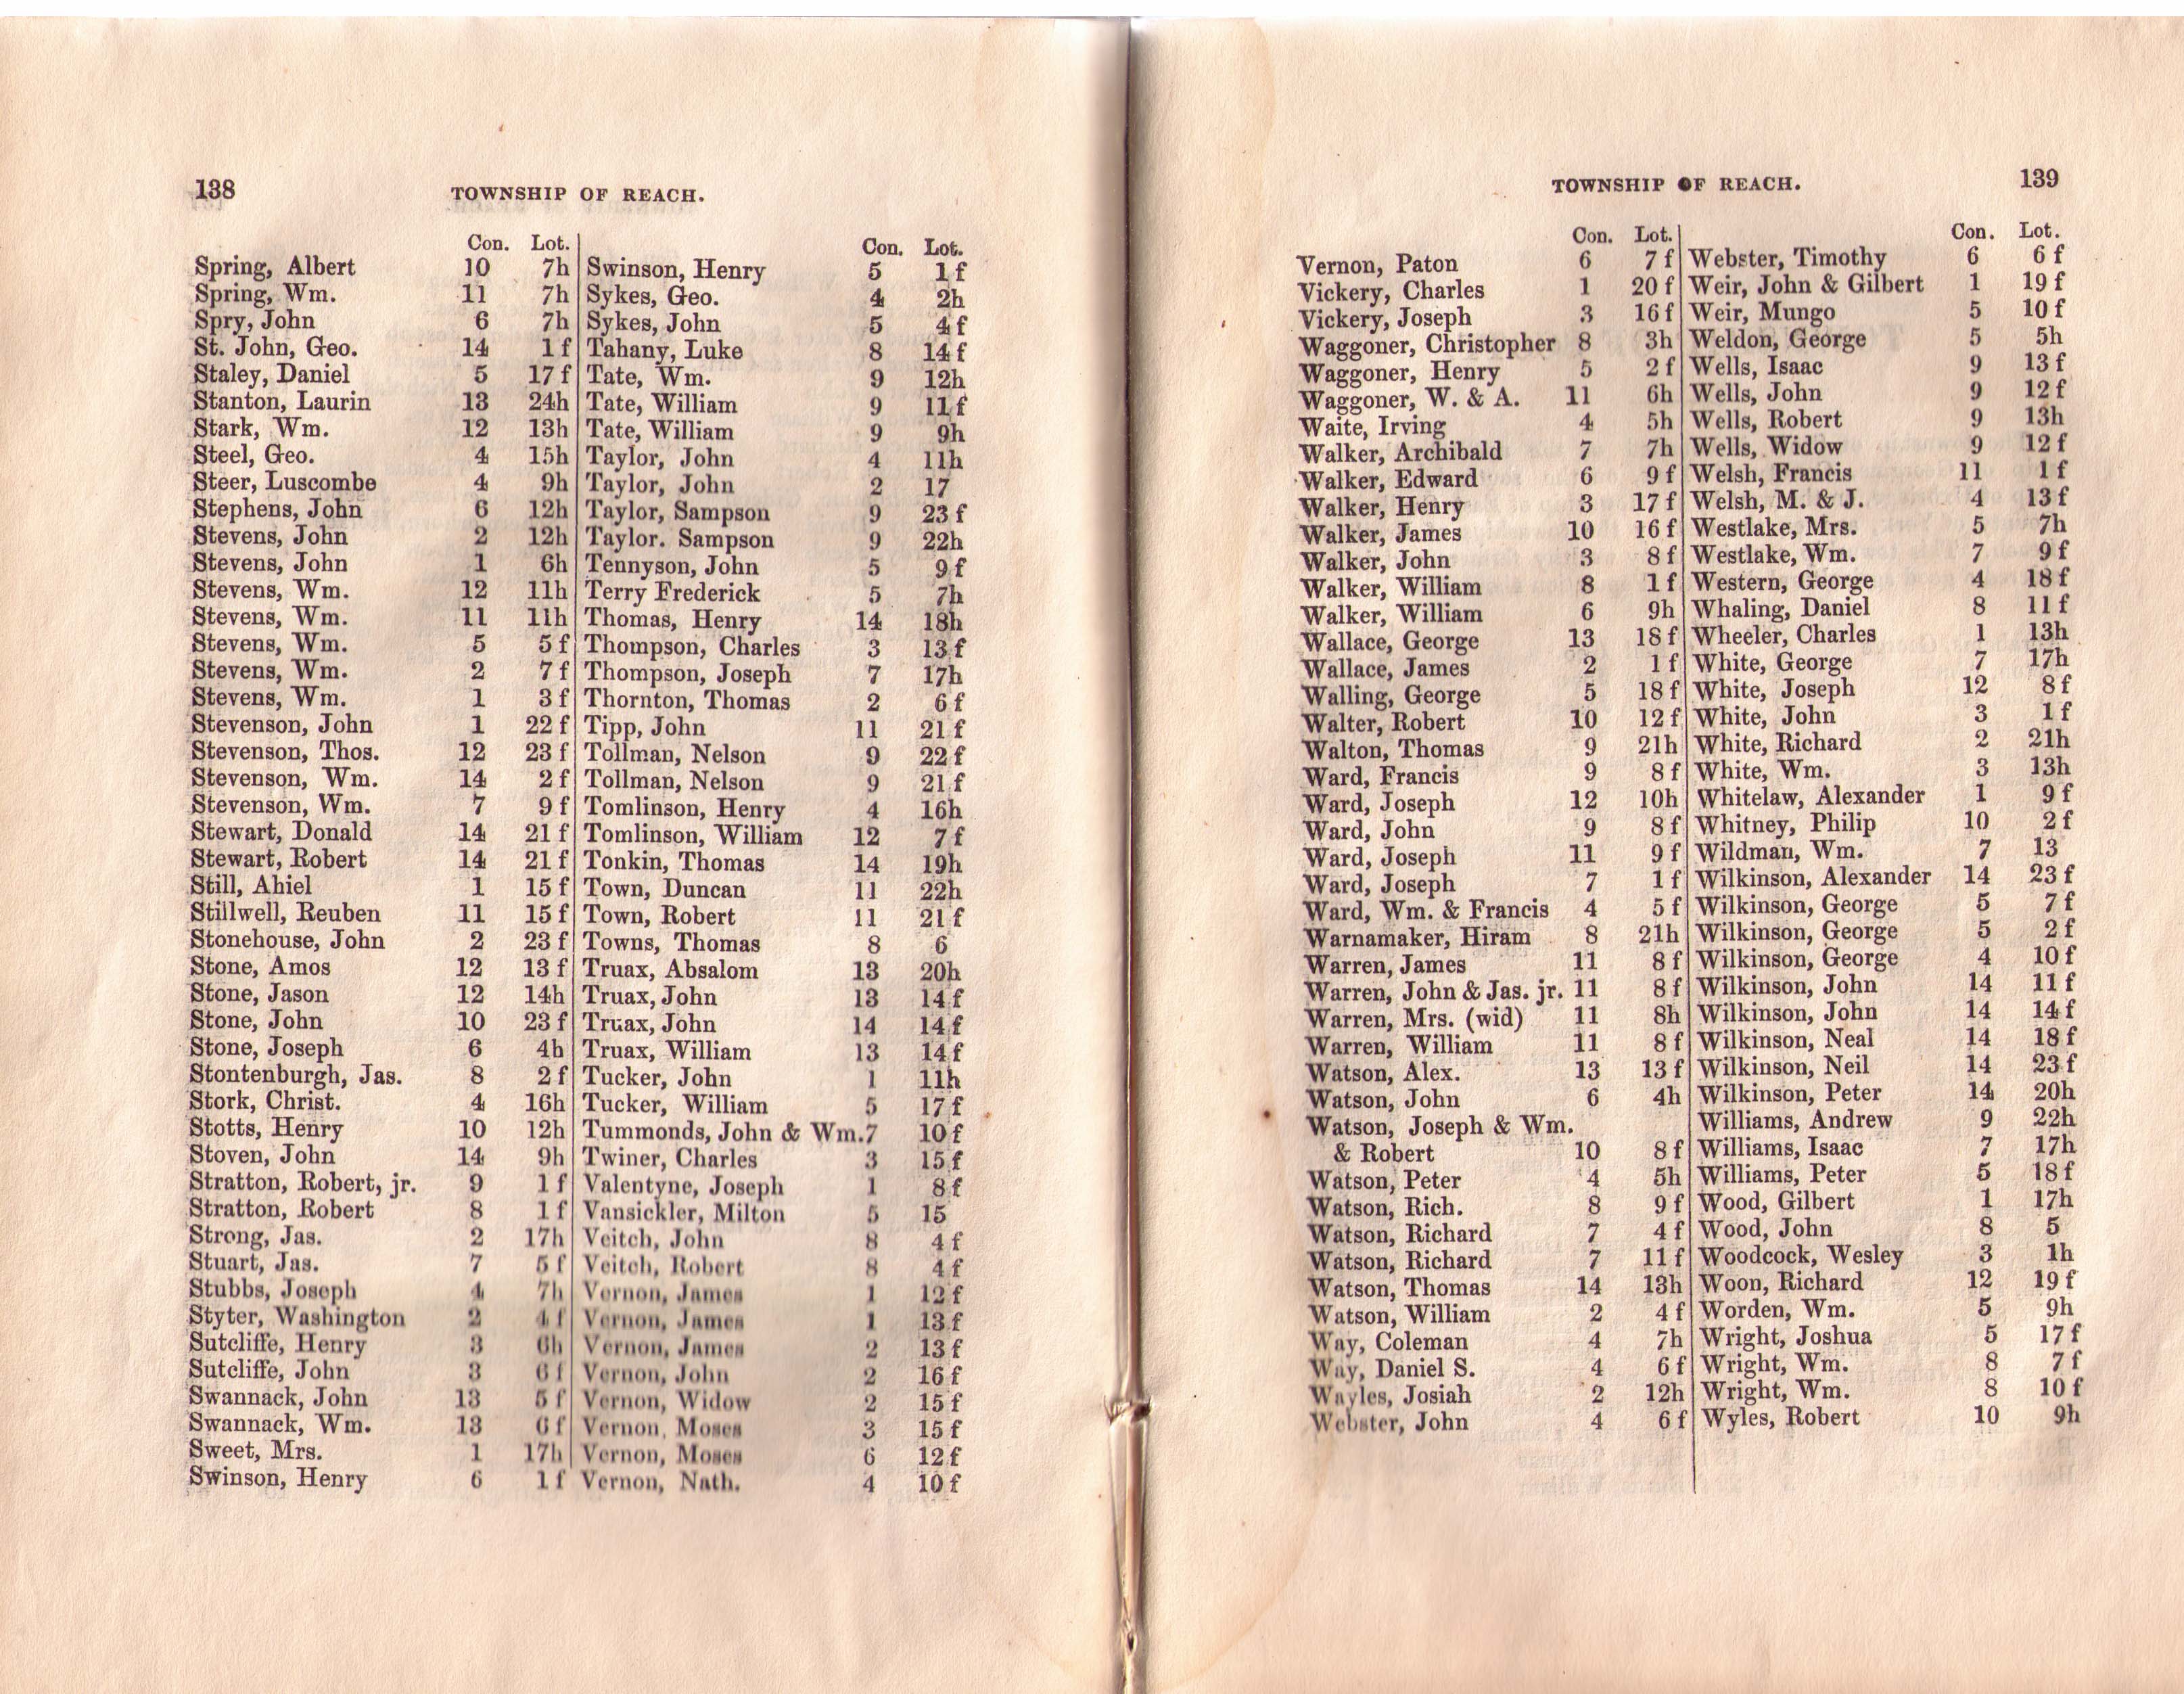 138
TOWNSHIP OF REACH.
Con. Lot.
Spring, Albert 10 7h
Spring, Wm. 11 7h
Spry, John 6 7h
St. John, Geo. 14 1 f
Staley, Daniel 5 17 f
Stanton, Laurin 13 24h
Stark, Wm. 12 13h
Steel, Geo. 4 15h
Steer, Luscombe 4 9h
Stephens, John 6 12h
Stevens, John 2 12h
Stevens, John 1 6h
Stevens, Wm. 12 11h
Stevens, Wm. 11 11h
Stevens, Wm. 5 5 f
Stevens, Wm. 2 7 f
Stevens, Wm. 1 3 f
Stevenson, John 1 22 f
Stevenson, Thos. 12 23 f
Stevenson, Wm. 14 2 f
Stevenson, Wm. 7 9 f
Stewart, Donald 14 21 f
Stewart, Robert 14 21 f
Still, Ahiel 1 15 f
Stillwell, Reuben 11 15 f
Stonehouse, John 2 23 f
Stone, Amos 12 13 f
Stone, Jason 12 14h
Stone, John 10 23 f
Stone, Joseph 6 4h
Stontenburgh, Jas. 8 2 f
Stork, Christ. 4 16h
Stotts, Henry 10 12h
Stoven, John 14 9h
Stratton, Robert, jr. 9 1 f
Stratton, Robert 8 1 f
Strong, Jas. 2 17h
Stuart, Jas. 7 5 f
Stubbs, Joseph 4 7h
Styter, Washington 2 4 f
Sutcliffe, Henry 3 6h
Sutcliffe, John 3 6 f
Swannack, John 13 5 f
Swannack, Wm. 13 6 f
Sweet, Mrs. 1 17h
Swinson, Henry 6 1 f
Con. Lot.
Swinson, Henry 5 1 f
Sykes, Geo. 4 2h
Sykes, John 5 4 f
Tahany, Luke 8 14 f
Tate, Wm. 9 12h
Tate, William 9 11 f
Tate, William 9 9h
Taylor, John 4 11h
Taylor, John 2 17
Taylor, Sampson 9 23 f
Taylor. Sampson 9 22h
Tennyson, John 5 9 f
Terry Frederick 5 7h
Thomas, Henry 14 18h
Thompson, Charles 3 13 f
Thompson, Joseph 7 17h
Thornton, Thomas 2 6 f
Tipp, John 11 21 f
Tollman, Nelson 9 22 f
Tollman, Nelson 9 21 f
Tomlinson, Henry 4 16h
Tomlinson, William 12 7 f
Tonkin, Thomas 14 19h
Town, Duncan 11 22h
Town, Robert 11 21 f
Towns, Thomas 8 6
Truax, Absalom 13 20h
Truax, John 13 14 f
Truax, John 14 14 f
Truax, William 13 14 f
Tucker, John 1 11h
Tucker, William 5 17 f
Tummonds, John & Wm. 7 10 f
Twiner, Charles 3 15 f
Valentyne, Joseph 1 8 f
Vansickler, Milton 5 15
Veitch, John 8 4 f
Veitch, Robert 8 4 f
Vernon, James 1 12 f
Vernon, James 1 13 f
Vernon, James 2 13 f
Vernon, John 2 16 f
Vernon, Widow 2 15 f
Vernon, Moses 3 15 f
Vernon, Moses 6 12 f
Vernon, Nath. 4 10 f
TOWNSHIP OF REACH.
139
Con. Lot.
Vernon, Paton 6 7 f
Vickery, Charles 1 20 f
Vickery, Joseph 3 16 f
Waggoner, Christopher 8 3h
Waggoner, Henry 5 2 f
Waggoner, W. & A. 11 6h
Waite, Irving 4 5h
Walker, Archibald 7 7h
Walker, Edward 6 9 f
Walker, Henry 3 17 f
Walker, James 10 16 f
Walker, John 3 8 f
Walker, William 8 1 f
Walker, William 6 9h
Wallace, George 13 18 f
Wallace, James 2 1 f
Walling, George 5 18 f
Walter, Robert 10 12 f
Walton, Thomas 9 21h
Ward, Francis 9 8 f
Ward, Joseph 12 10h
Ward, John 9 8 f
Ward, Joseph 11 9 f
Ward, Joseph 7 1 f
Ward, Wm. & Francis 4 5 f
Warnamaker, Hiram 8 21h
Warren, James 11 8 f
Warren, John & Jas. jr. 11 8 f
Warren, Mrs. (wid) 11 8h
Warren, William 11 8 f
Watson, Alex. 13 13 f
Watson, John 6 4h
Watson, Joseph & Wm.
& Robert 10 8 f
Watson, Peter 4 5h
Watson, Rich. 8 9 f
Watson, Richard 7 4 f
Watson, Richard 7 11 f
Watson, Thomas 14 13h
Watson, William 2 4 f
Way, Coleman 4 7h
Way, Daniel S. 4 6 f
Wayles, Josiah 2 12h
Webster, John 4 6 f
Con. Lot.
Webster, Timothy 6 6 f
Weir, John & Gilbert 1 19 f
Weir, Mungo 5 10 f
Weldon, George 5 5h
Wells, Isaac 9 13 f
Wells, John 9 12 f
Wells, Robert 9 13h
Wells, Widow 9 12 f
Welsh, Francis 11 1 f
Welsh, M. & J. 4 13 f
Westlake, Mrs. 5 7h
Westlake, Wm. 7 9 f
Western, George 4 18 f
Whaling, Daniel 8 11 f
Wheeler, Charles 1 13h
White, George 7 17h
White, Joseph 12 8 f
White, John 3 1 f
White, Richard 2 21h
White, Wm. 3 13h
Whitelaw, Alexander 1 9 f
Whitney, Philip 10 2 f
Wildman, Wm. 7 13
Wilkinson, Alexander 14 23 f
Wilkinson, George 5 7 f
Wilkinson, George 5 2 f
Wilkinson, George 4 10 f
Wilkinson, John 14 11 f
Wilkinson, John 14 14 f
Wilkinson, Neal 14 18 f
Wilkinson, Neil 14 23 f
Wilkinson, Peter 14 20h
Williams, Andrew 9 22h
Williams, Isaac 7 17h
Williams, Peter 5 18 f
Wood, Gilbert 1 17h
Wood, John 8 5
Woodcock, Wesley 3 1h
Woon, Richard 12 19 f
Worden, Wm. 5 9h
Wright, Joshua 5 17 f
Wright, Wm. 8 7 f
Wright, Wm. 8 10 f
Wyles, Robert 10 9h